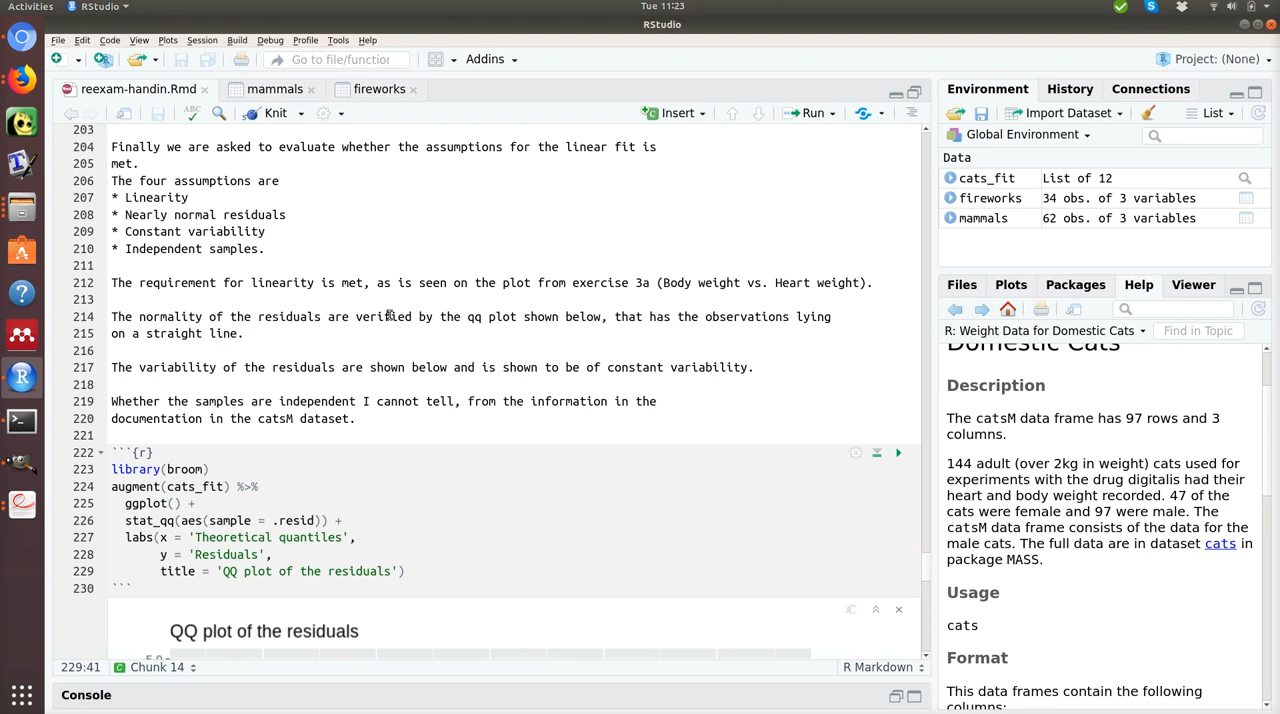 Activities RStudio Tue 11:23
RStudio
File Edit Code View Plots Session Build Debug Profile Tools Help
Go to file/function Addins Project: (None)
reexam-handin.Rmd mammals fireworks
ABC Knit Insert Run
203
204 Finally we are asked to evaluate whether the assumptions for the linear fit is
205 met.
206 The four assumptions are
207 * Linearity
208 * Nearly normal residuals
209 * Constant variability
210 * Independent samples.
211
212 The requirement for linearity is met, as is seen on the plot from exercise 3a (Body weight vs. Heart weight).
213
214 The normality of the residuals are verified by the qq plot shown below, that has the observations lying
215 on a straight line.
216
217 The variability of the residuals are shown below and is shown to be of constant variability.
218
219 Whether the samples are independent I cannot tell, from the information in the
220 documentation in the catsM dataset.
221
222 ```{r}
223 library(broom)
224 augment(cats_fit) %>%
225 ggplot() +
226 stat_qq(aes(sample = .resid)) +
227 labs(x = 'Theoretical quantiles',
228 y = 'Residuals',
229 title = 'QQ plot of the residuals')
230 ```
QQ plot of the residuals
5.0
229:41 C Chunk 14 R Markdown
Console
Environment History Connections
Import Dataset List
Global Environment
Data
cats_fit List of 12
fireworks 34 obs. of 3 variables
mammals 62 obs. of 3 variables
Files Plots Packages Help Viewer
R: Weight Data for Domestic Cats Find in Topic
Domestic Cats
Description
The catsM data frame has 97 rows and 3
columns.
144 adult (over 2kg in weight) cats used for
experiments with the drug digitalis had their
heart and body weight recorded. 47 of the
cats were female and 97 were male. The
catsM data frame consists of the data for the
male cats. The full data are in dataset cats in
package MASS.
Usage
cats
Format
This data frames contain the following
columns: